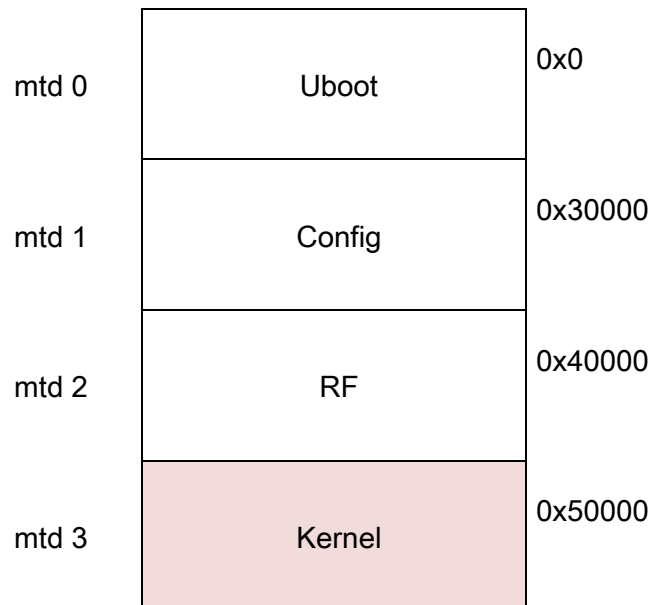 mtd 0 Uboot 0x0
mtd 1 Config 0x30000
mtd 2 RF 0x40000
mtd 3 Kernel 0x50000